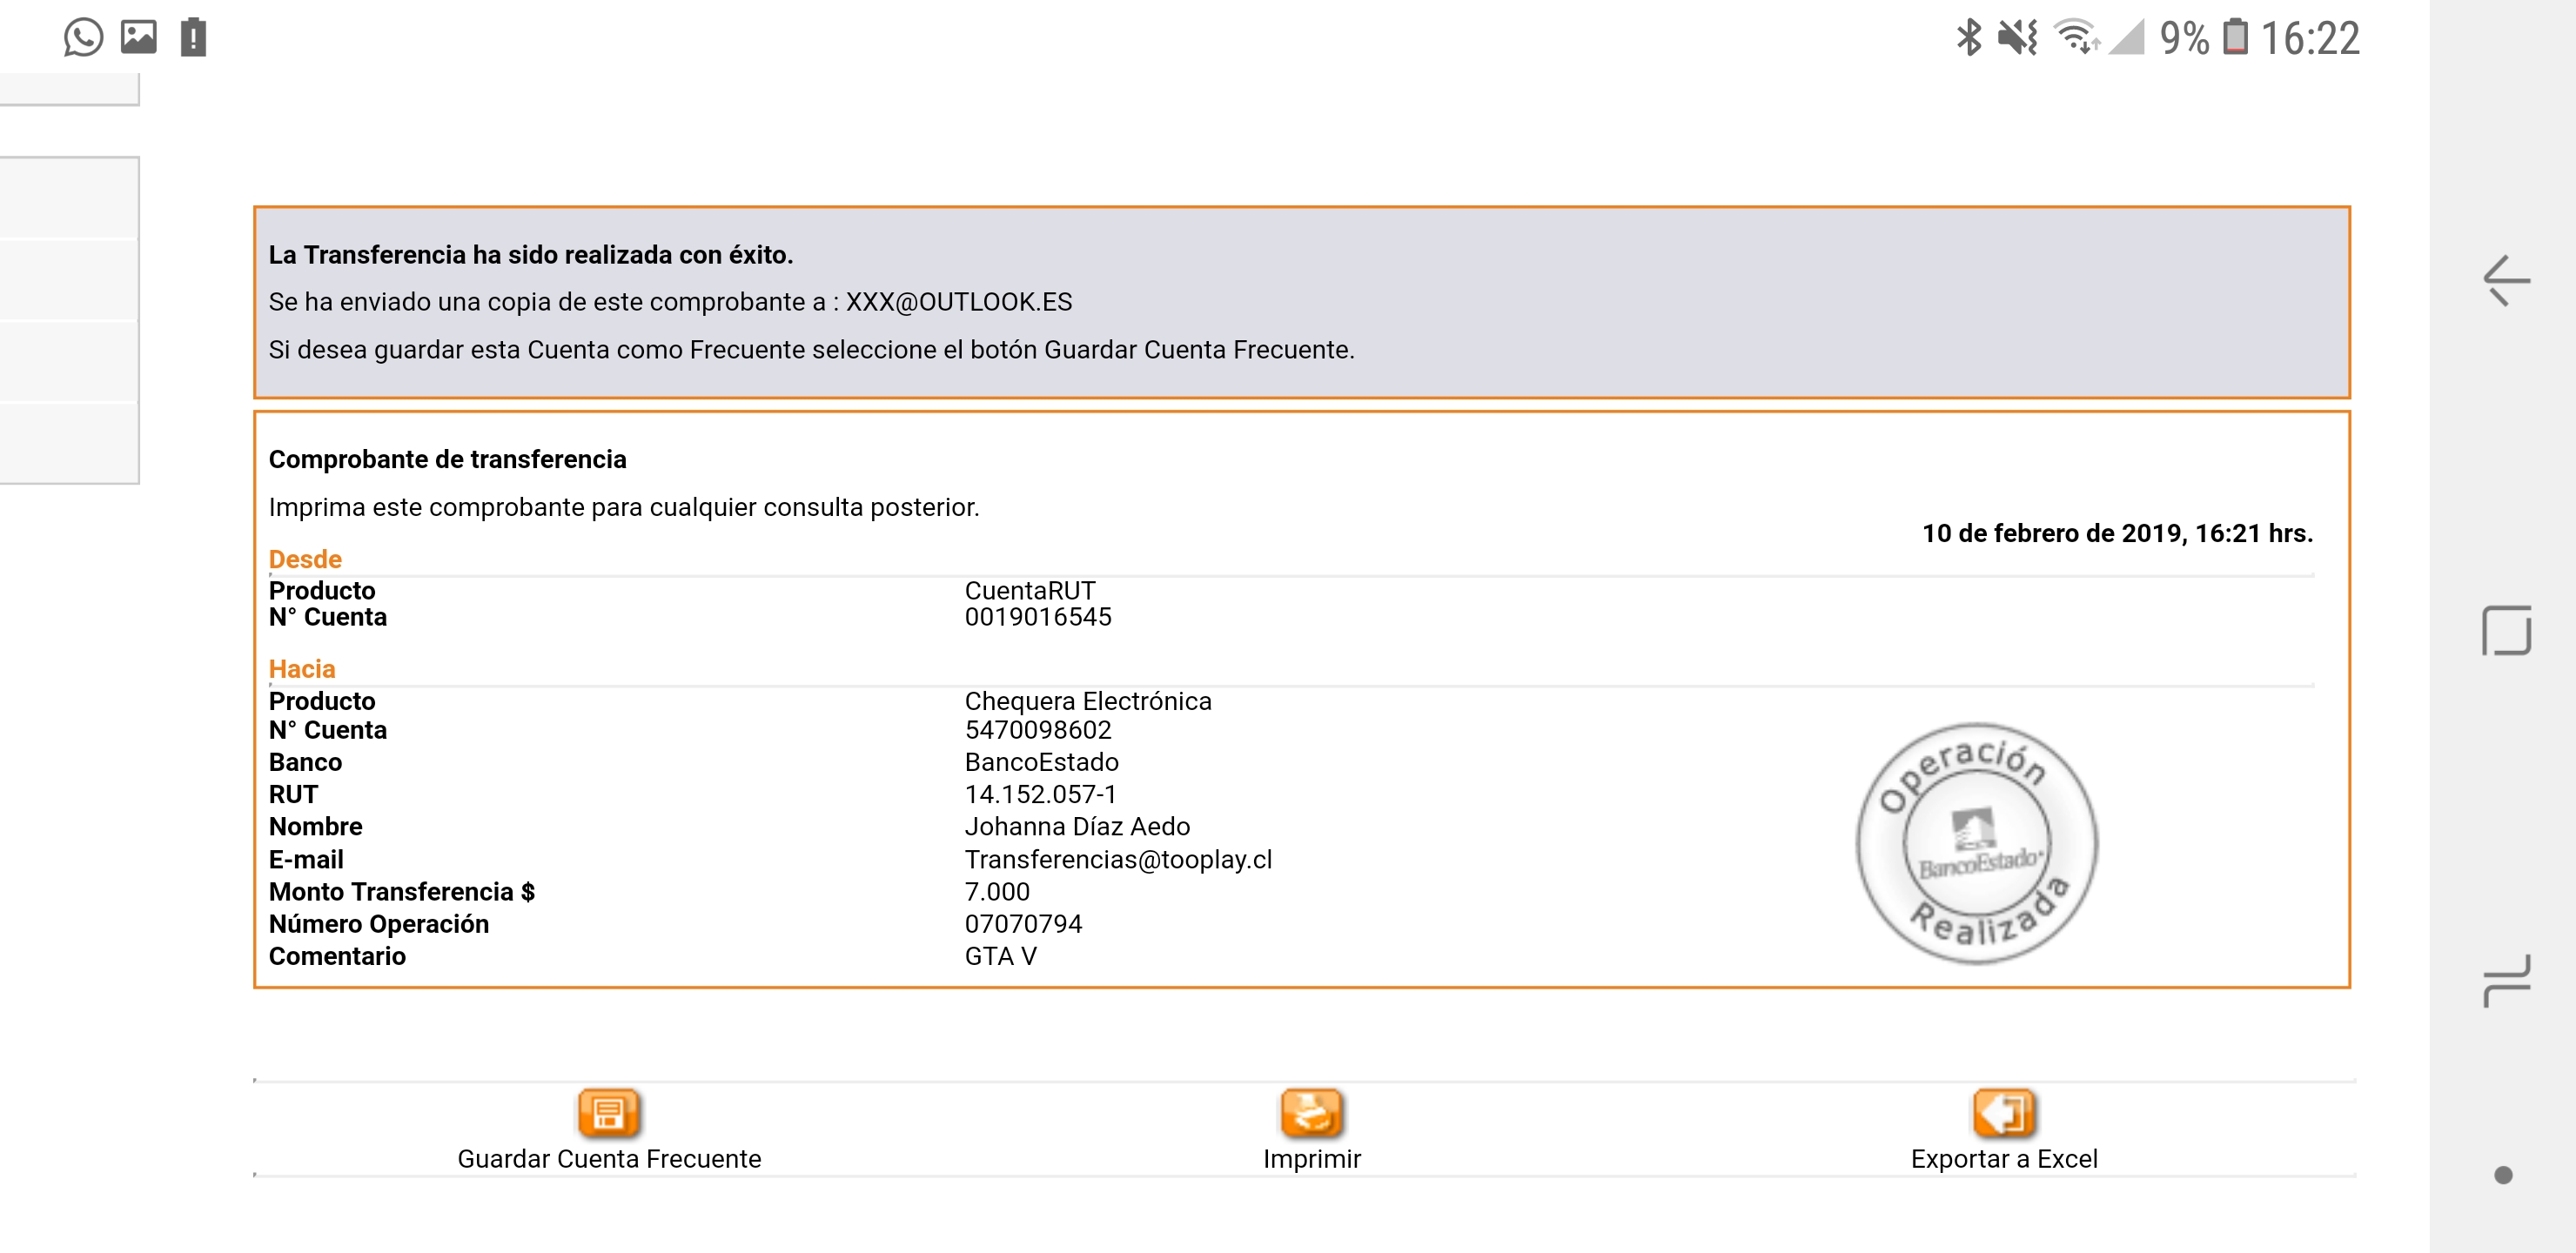 9% 16:22
La Transferencia ha sido realizada con éxito.
Se ha enviado una copia de este comprobante a : XXX@OUTLOOK.ES
Si desea guardar esta Cuenta como Frecuente seleccione el botón Guardar Cuenta Frecuente.
Comprobante de transferencia
Imprima este comprobante para cualquier consulta posterior.
10 de febrero de 2019, 16:21 hrs.
Desde
Producto CuentaRUT
N° Cuenta 0019016545
Hacia
Producto Chequera Electrónica
N° Cuenta 5470098602
Banco BancoEstado
RUT 14.152.057-1
Nombre Johanna Díaz Aedo
E-mail Transferencias@tooplay.cl
Monto Transferencia $ 7.000
Número Operación 07070794
Comentario GTA V
Operación
BancoEstado
Realizada
Guardar Cuenta Frecuente Imprimir Exportar a Excel